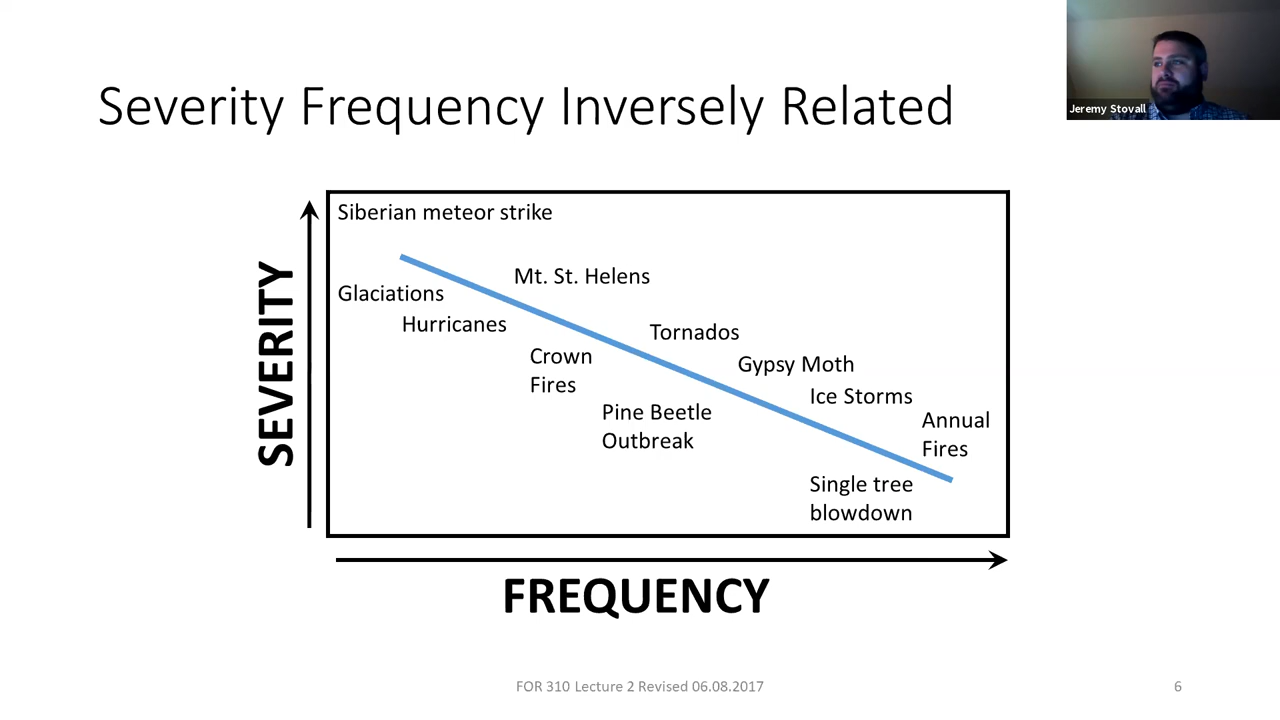 Jeremy Stovall
Severity Frequency Inversely Related
SEVERITY
Siberian meteor strike
Mt. St. Helens
Glaciations
Hurricanes
Tornados
Crown
Fires
Gypsy Moth
Ice Storms
Pine Beetle
Outbreak
Annual
Fires
Single tree
blowdown
FREQUENCY
FOR 310 Lecture 2 Revised 06.08.2017
6